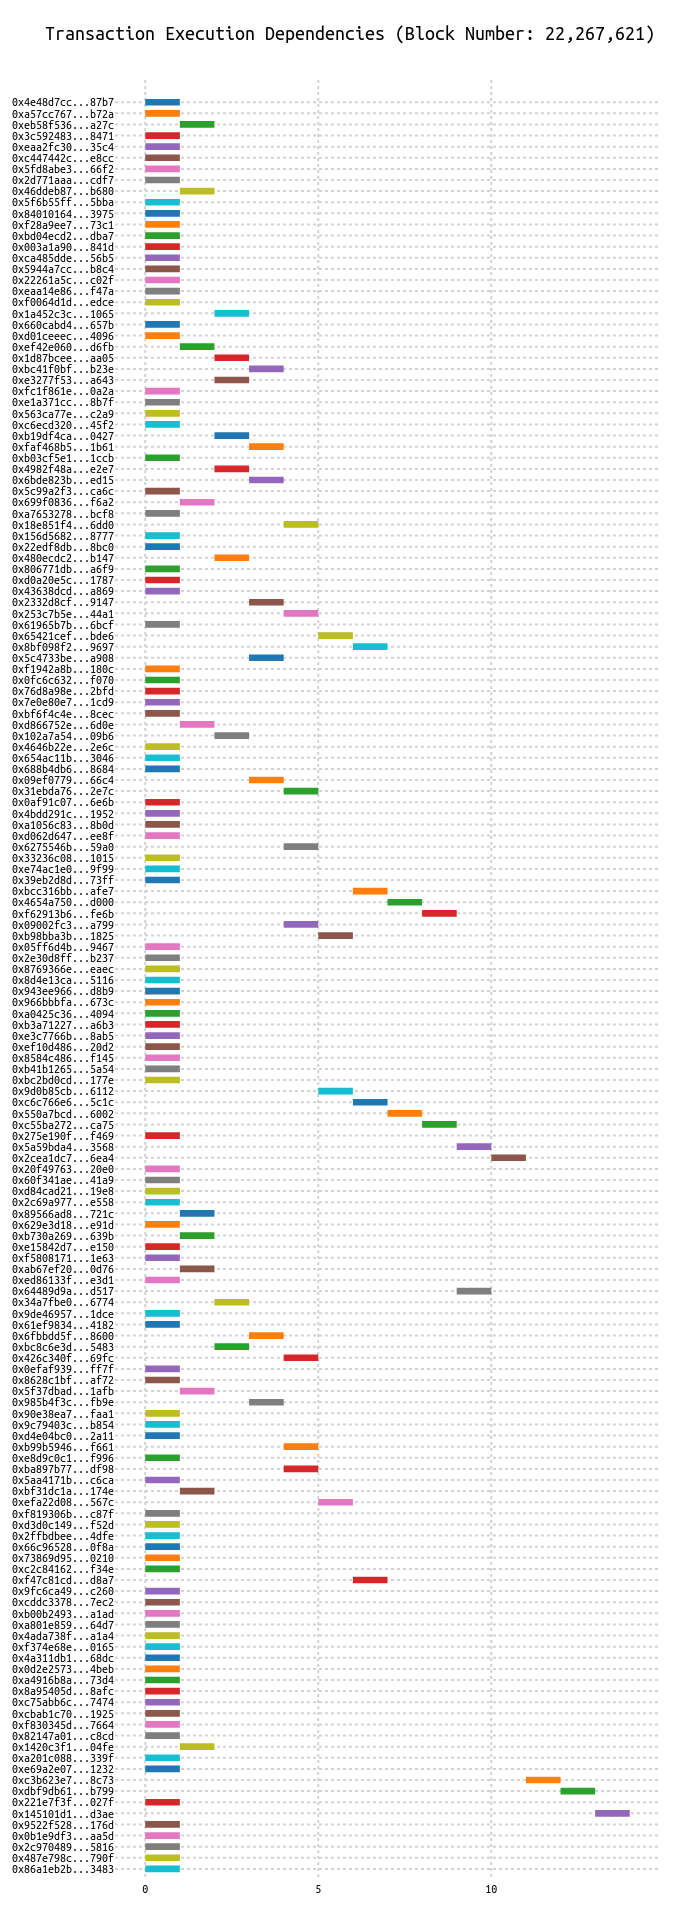 Transaction Execution Dependencies (Block Number: 22,267,621)
0x4e48d7cc...87b7
0xa57cc767...b72a
0xeb58f536...a27c
0x3c592483...8471
0xeaa2fc30...35c4
0xc447442c...e8cc
0x5fd8abe3...66f2
0x2d771aaa...cdf7
0x46ddeb87...b680
0x5f6b55ff...5bba
0x84010164...3975
0xf28a9ee7...73c1
0xbd04ecd2...dba7
0x003a1a90...841d
0xca485dde...56b5
0x5944a7cc...b8c4
0x22261a5c...c02f
0xeaa14e86...f47a
0xf0064d1d...edce
0x1a452c3c...1065
0x660cabd4...657b
0xd01ceeec...4096
0xef42e060...d6fb
0x1d87bcee...aa05
0xbc41f0bf...b23e
0xe3277f53...a643
0xfc1f861e...0a2a
0xe1a371cc...8b7f
0x563ca77e...c2a9
0xc6ecd320...45f2
0xb19df4ca...0427
0xfaf468b5...1b61
0xb03cf5e1...1ccb
0x4982f48a...e2e7
0x6bde823b...ed15
0x5c99a2f3...ca6c
0x699f0836...f6a2
0xa7653278...bcf8
0x18e851f4...6dd0
0x156d5682...8777
0x22edf8db...8bc0
0x480ecdc2...b147
0x806771db...a6f9
0xd0a20e5c...1787
0x43638dcd...a869
0x2332d8cf...9147
0x253c7b5e...44a1
0x61965b7b...6bcf
0x65421cef...bde6
0x8bf098f2...9697
0x5c4733be...a908
0xf1942a8b...180c
0x0fc6c632...f070
0x76d8a98e...2bfd
0x7e0e80e7...1cd9
0xbf6f4c4e...8cec
0xd866752e...6d0e
0x102a7a54...09b6
0x4646b22e...2e6c
0x654ac11b...3046
0x688b4db6...8684
0x09ef0779...66c4
0x31ebda76...2e7c
0x0af91c07...6e6b
0x4bdd291c...1952
0xa1056c83...8b0d
0xd062d647...ee8f
0x6275546b...59a0
0x33236c08...1015
0xe74ac1e0...9f99
0x39eb2d8d...73ff
0xbcc316bb...afe7
0x4654a750...d000
0xf62913b6...fe6b
0x09002fc3...a799
0xb98bba3b...1825
0x05ff6d4b...9467
0x2e30d8ff...b237
0x8769366e...eaec
0x8d4e13ca...5116
0x943ee966...d8b9
0x966bbbfa...673c
0xa0425c36...4094
0xb3a71227...a6b3
0xe3c7766b...8ab5
0xef10d486...20d2
0x8584c486...f145
0xb41b1265...5a54
0xbc2bd0cd...177e
0x9d0b85cb...6112
0xc6c766e6...5c1c
0x550a7bcd...6002
0xc55ba272...ca75
0x275e190f...f469
0x5a59bda4...3568
0x2cea1dc7...6ea4
0x20f49763...20e0
0x60f341ae...41a9
0xd84cad21...19e8
0x2c69a977...e558
0x89566ad8...721c
0x629e3d18...e91d
0xb730a269...639b
0xe15842d7...e150
0xf5808171...1e63
0xab67ef20...0d76
0xed86133f...e3d1
0x64489d9a...d517
0x34a7fbe0...6774
0x9de46957...1dce
0x61ef9834...4182
0x6fbbdd5f...8600
0xbc8c6e3d...5483
0x426c340f...69fc
0x0efaf939...ff7f
0x8628c1bf...af72
0x5f37dbad...1afb
0x985b4f3c...fb9e
0x90e38ea7...faa1
0x9c79403c...b854
0xd4e04bc0...2a11
0xb99b5946...f661
0xe8d9c0c1...f996
0xba897b77...df98
0x5aa4171b...c6ca
0xbf31dc1a...174e
0xefa22d08...567c
0xf819306b...c87f
0xd3d0c149...f52d
0x2ffbdbee...4dfe
0x66c96528...0f8a
0x73869d95...0210
0xc2c84162...f34e
0xf47c81cd...d8a7
0x9fc6ca49...c260
0xcddc3378...7ec2
0xb00b2493...a1ad
0xa801e859...64d7
0x4ada738f...a1a4
0xf374e68e...0165
0x4a311db1...68dc
0x0d2e2573...4beb
0xa4916b8a...73d4
0x8a95405d...8afc
0xc75abb6c...7474
0xcbab1c70...1925
0xf830345d...7664
0x82147a01...c8cd
0x1420c3f1...04fe
0xa201c088...339f
0xe69a2e07...1232
0xc3b623e7...8c73
0xdbf9db61...b799
0x221e7f3f...027f
0x145101d1...d3ae
0x9522f528...176d
0x0b1e9df3...aa5d
0x2c970489...5816
0x487e798c...790f
0x86a1eb2b...3483
0 5 10